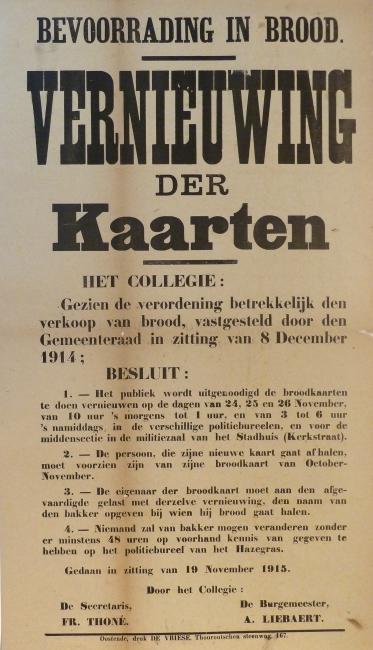 BEVOORRADING IN BROOD.
VERNIEUWING
DER
Kaarten
HET COLLEGIE :
Gezien de verordening betrekkelijk den
verkoop van brood, vastgesteld door den
Gemeenteraad in zitting van 8 December
1914 ;
BESLUIT :
1. — Het publiek wordt uitgenoodigd de broodkaarten
te doen vernieuwen op de dagen van 24, 25 en 26 November,
van 10 uur 's morgens tot 1 uur, en van 3 tot 6 uur
's namiddags, in de verschillige politiebureelen, en voor de
middensectie in de militiezaal van het Stadhuis (Kerkstraat).
2. — De persoon, die zijne nieuwe kaart gaat afhalen,
moet voorzien zijn van zijne broodkaart van October-
November.
3. — De eigenaar der broodkaart moet aan den afge-
vaardigde gelast met derzelve vernieuwing, den naam van
den bakker opgeven bij wien hij brood gaat halen.
4. — Niemand zal van bakker mogen veranderen zonder
er minstens 48 uren op voorhand kennis van gegeven te
hebben op het politiebureel van het Hazegras.
Gedaan in zitting van 19 November 1915.
Door het Collegie :
De Secretaris,
De Burgemeester,
FR. THONÉ.
A. LIEBAERT.
Oostende, druk DE VRIESE, Thouroutschen steenweg, 167.